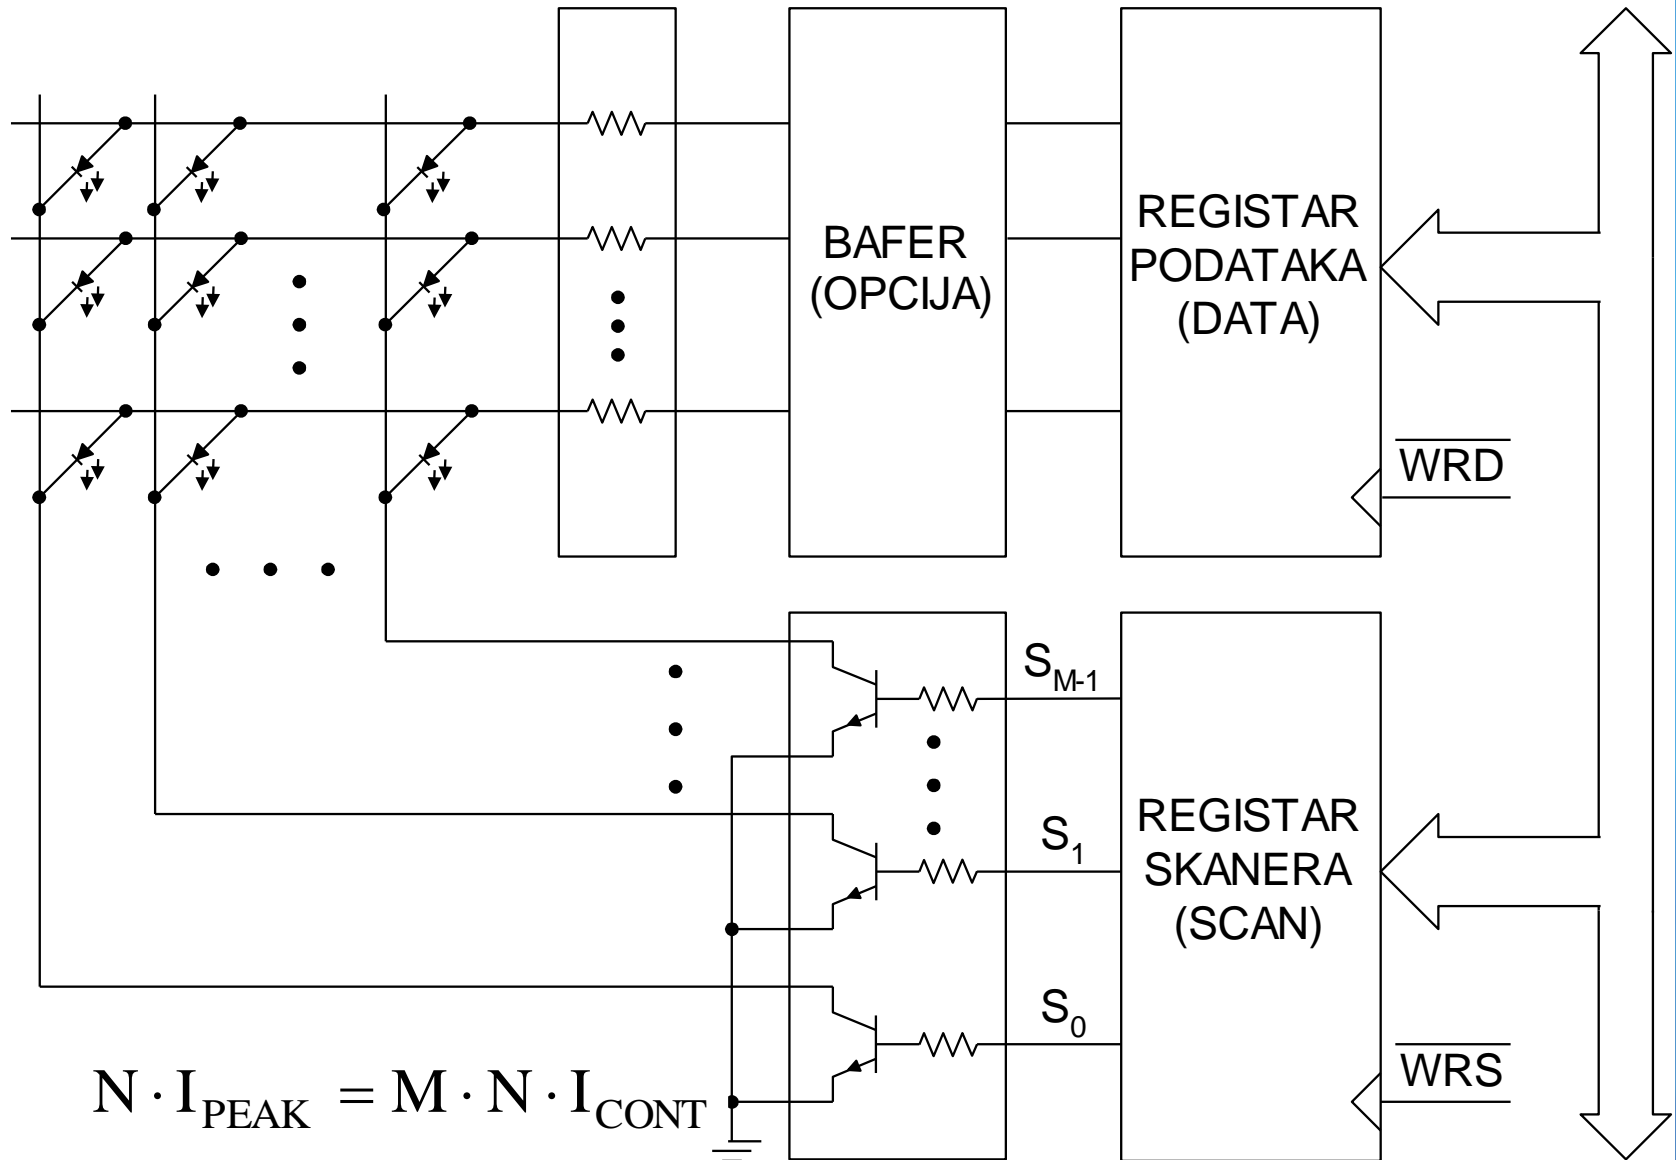 BAFER
(OPCIJA)
REGISTAR
PODATAKA
(DATA)
WRD
S_M-1
S_1
S_0
REGISTAR
SKANERA
(SCAN)
WRS
N · I_PEAK = M · N · I_CONT